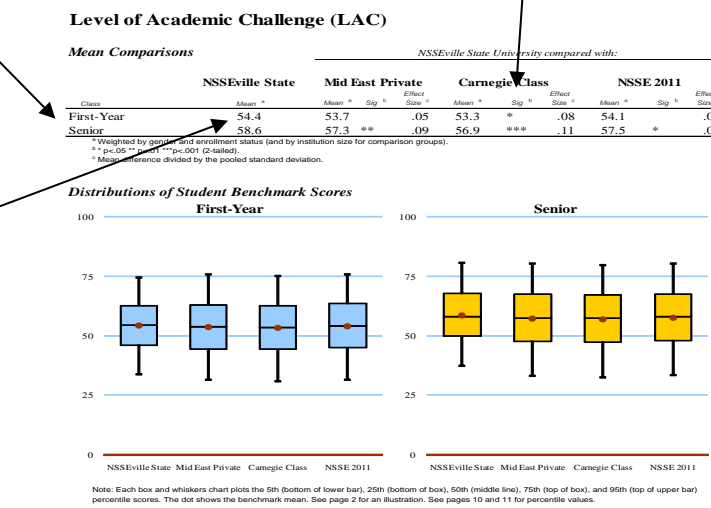 Level of Academic Challenge (LAC)
Mean Comparisons
NSSEville State University compared with:
NSSEville State Mid East Private Carnegie Class NSSE 2011
Class Mean a Mean a Sig b Effect Size c Mean a Sig b Effect Size c Mean a Sig b Size
First-Year 54.4 53.7 .05 53.3 * .08 54.1
Senior 58.6 57.3 ** .09 56.9 *** .11 57.5 *
a Weighted by gender and enrollment status (and by institution size for comparison groups).
b * p<.05 ** p<.01 ***p<.001 (2-tailed).
c Mean difference divided by the pooled standard deviation.
Distributions of Student Benchmark Scores
First-Year
100
75
50
25
0
NSSEville State Mid East Private Carnegie Class NSSE 2011
Senior
100
75
50
25
0
NSSEville State Mid East Private Carnegie Class NSSE 2011
Note: Each box and whiskers chart plots the 5th (bottom of lower bar), 25th (bottom of box), 50th (middle line), 75th (top of box), and 95th (top of upper bar)
percentile scores. The dot shows the benchmark mean. See page 2 for an illustration. See pages 10 and 11 for percentile values.